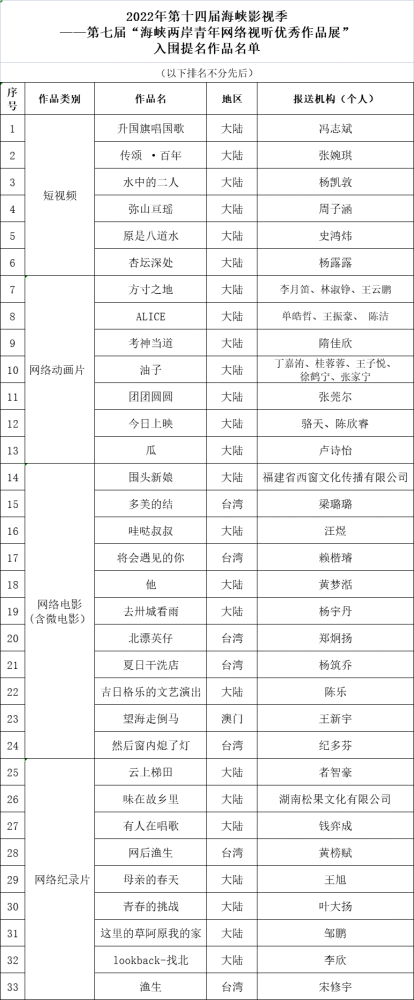 2022年第十四届海峡影视季
——第七届“海峡两岸青年网络视听优秀作品展”
入围提名作品名单
（以下排名不分先后）
序号 作品类别 作品名 地区 报送机构（个人）
短视频
1 升国旗唱国歌 大陆 冯志斌
2 传颂 •百年 大陆 张婉琪
3 水中的二人 大陆 杨凯敦
4 弥山亘瑶 大陆 周子涵
5 原是八道水 大陆 史鸿炜
6 杏坛深处 大陆 杨露露
网络动画片
7 方寸之地 大陆 李月笛、林淑铮、王云鹏
8 ALICE 大陆 单皓哲、王振豪、 陈洁
9 考神当道 大陆 隋佳欣
10 油子 大陆 丁嘉洧、桂蓉蓉、王子悦、
徐鹤宁、张家宁
11 团团圆圆 大陆 张莞尔
12 今日上映 大陆 骆天、陈欣睿
13 瓜 大陆 卢诗怡
网络电影
(含微电影）
14 围头新娘 大陆 福建省西窗文化传播有限公司
15 多美的结 台湾 梁璐璐
16 哇哒叔叔 大陆 汪煜
17 将会遇见的你 台湾 赖楷璿
18 他 大陆 黄梦湉
19 去卅城看雨 大陆 杨宇丹
20 北漂英仔 台湾 郑炯扬
21 夏日干洗店 台湾 杨筑乔
22 吉日格乐的文艺演出 大陆 陈乐
23 望海走倒马 澳门 王新宇
24 然后窗内熄了灯 台湾 纪多芬
网络纪录片
25 云上梯田 大陆 者智豪
26 味在故乡里 大陆 湖南松果文化有限公司
27 有人在唱歌 大陆 钱弈成
28 网后渔生 台湾 黄榜赋
29 母亲的春天 大陆 王旭
30 青春的挑战 大陆 叶大扬
31 这里的草阿原我的家 大陆 邹鹏
32 lookback-找北 大陆 李欣
33 渔生 台湾 宋修宇